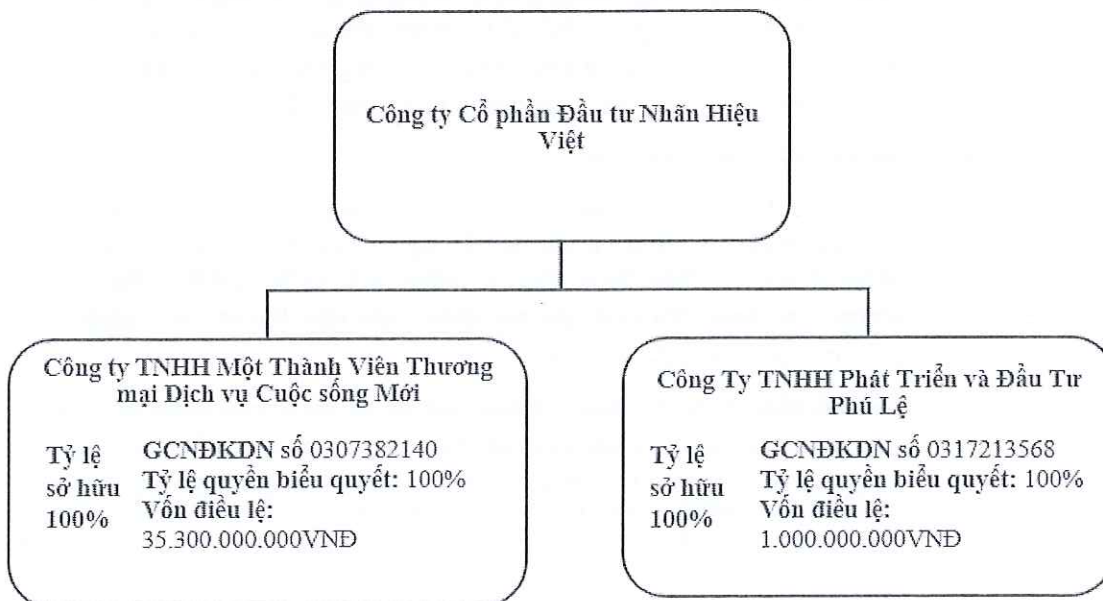 Công ty Cổ phần Đầu tư Nhãn Hiệu
Việt
Công ty TNHH Một Thành Viên Thương
mại Dịch vụ Cuộc sống Mới
Tỷ lệ
sở hữu
100%
GCNĐKDN số 0307382140
Tỷ lệ quyền biểu quyết: 100%
Vốn điều lệ:
35.300.000.000VNĐ
Công Ty TNHH Phát Triển và Đầu Tư
Phú Lệ
Tỷ lệ
sở hữu
100%
GCNĐKDN số 0317213568
Tỷ lệ quyền biểu quyết: 100%
Vốn điều lệ:
1.000.000.000VNĐ